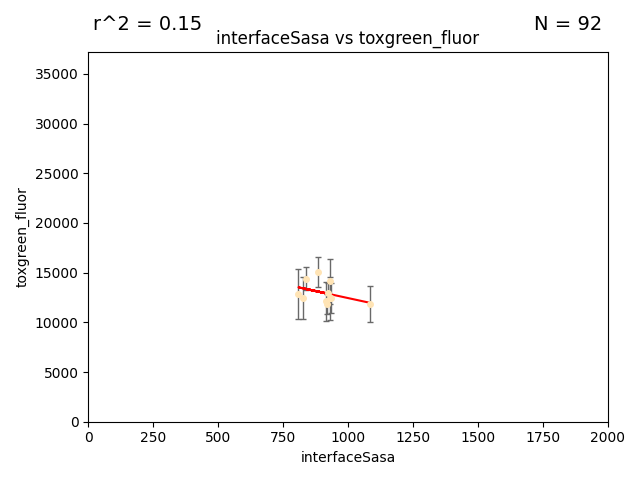 r^2 = 0.15
N = 92
interfaceSasa vs toxgreen_fluor
35000
30000
25000
20000
15000
10000
5000
0
toxgreen_fluor
0 250 500 750 1000 1250 1500 1750 2000
interfaceSasa